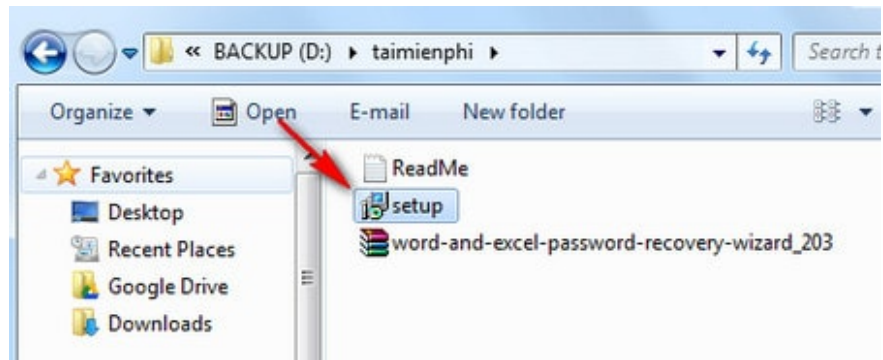 « BACKUP (D:) taimienphi Search t
Organize Open E-mail New folder
Favorites
Desktop
Recent Places
Google Drive
Downloads
ReadMe
setup
word-and-excel-password-recovery-wizard_203